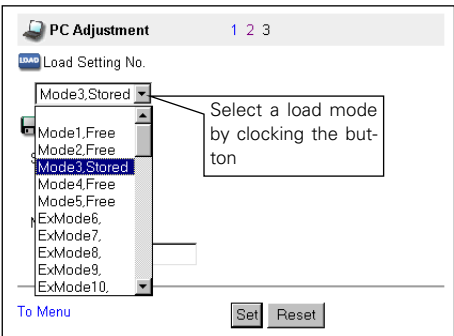 PC Adjustment 1 2 3
LOAD Load Setting No.
Mode3,Stored
Select a load mode
by clocking the but-
ton
Mode1,Free
Mode2,Free
Mode3,Stored
Mode4,Free
Mode5,Free
ExMode6,
ExMode7,
ExMode8,
ExMode9,
ExMode10,
To Menu Set Reset